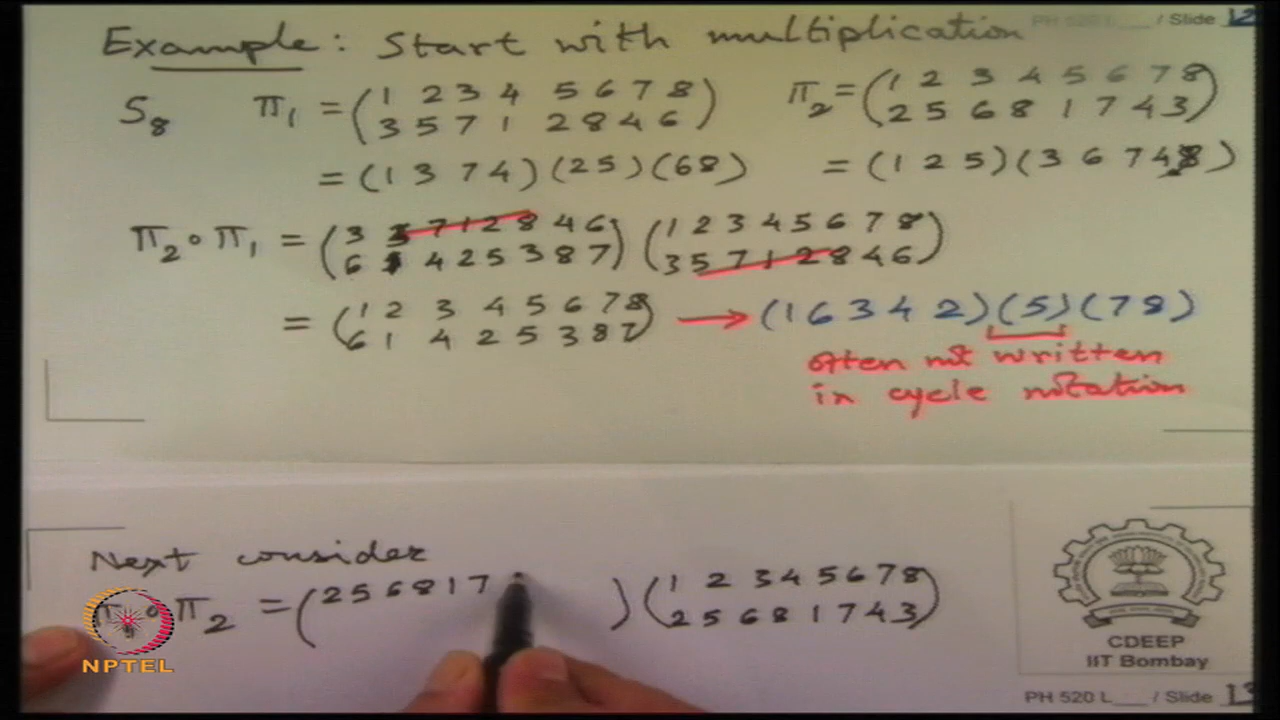 Example: Start with multiplication PH 520 L___ / Slide 12
S₈ π₁ = (1 2 3 4 5 6 7 8) π₂ = (1 2 3 4 5 6 7 8)
(3 5 7 1 2 8 4 6) (2 5 6 8 1 7 4 3)
= (1 3 7 4)(2 5)(6 8) = (1 2 5)(3 6 7 4 8)
π₂ ∘ π₁ = (3 5 7 1 2 8 4 6) (1 2 3 4 5 6 7 8)
(6 1 4 2 5 3 8 7) (3 5 7 1 2 8 4 6)
= (1 2 3 4 5 6 7 8) → (1 6 3 4 2)(5)(7 8)
(6 1 4 2 5 3 8 7)
often not written
in cycle notation
Next consider
π₁ ∘ π₂ = (2 5 6 8 1 7 ) (1 2 3 4 5 6 7 8)
(2 5 6 8 1 7 4 3)
NPTEL
CDEEP
IIT Bombay
PH 520 L___ / Slide 13